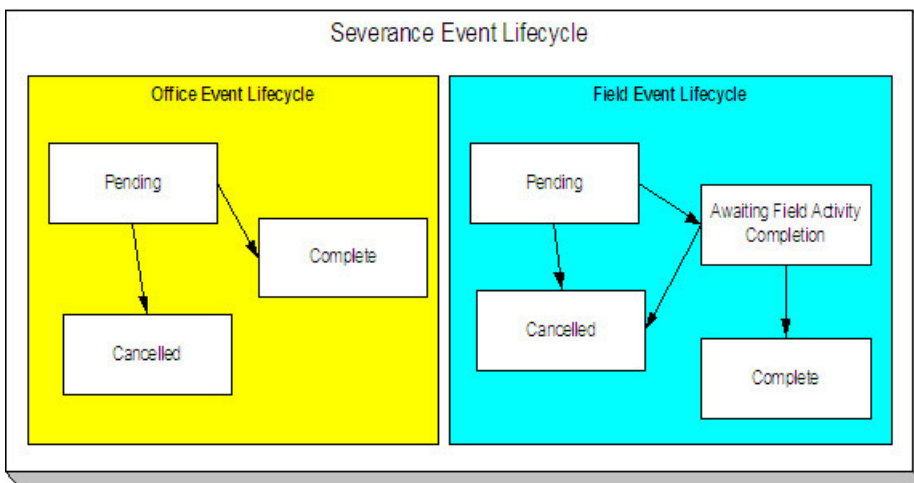 Severance Event Lifecycle
Office Event Lifecycle
Pending
Complete
Cancelled
Field Event Lifecycle
Pending
Awaiting Field Activity
Completion
Cancelled
Complete